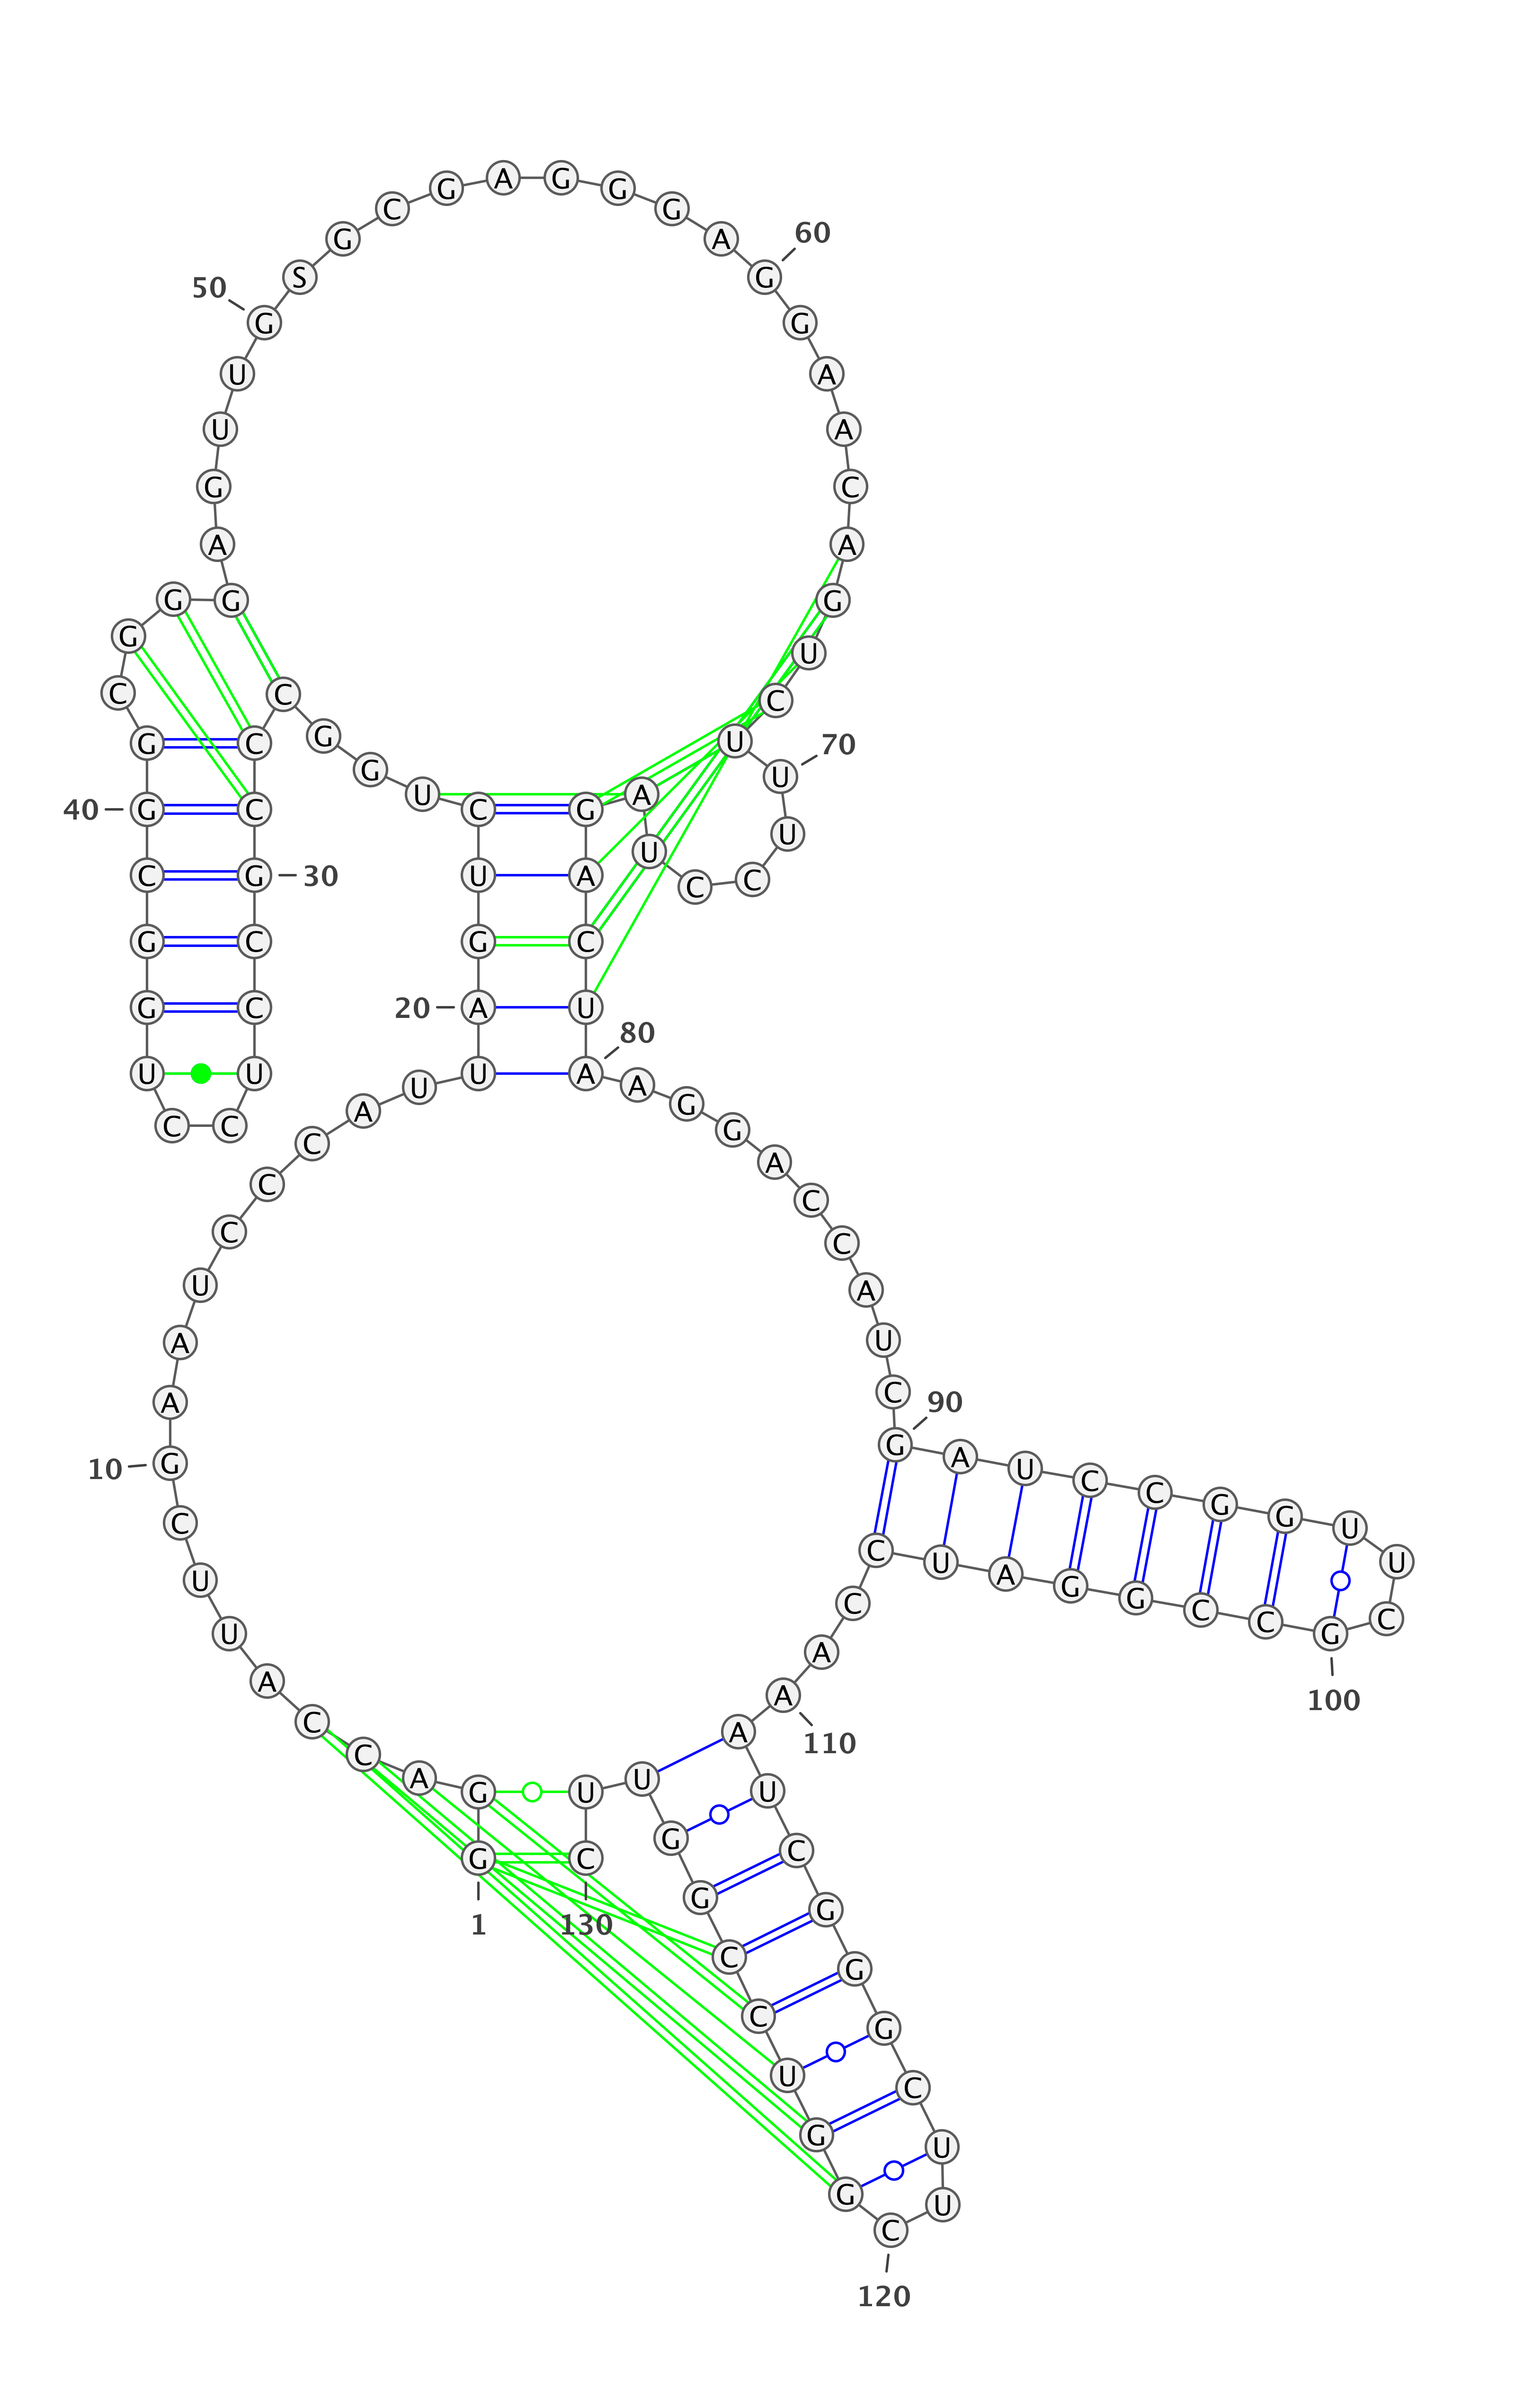 1
G G A C C A U U C
10
G A A U C C C A U U
20
A G U C U G G C C C
30
G C C U C C U G G C
40
G G C G G G A G U U
50
G S G C G A G G G A
60
G G A A C A G U C U
70
U U C C U A G A C U
80
A A G G A C C A U C
90
G A U C C G G U U C
100
G C C G G A U C C A
110
A A U C G G G C U U
120
C G G U C C G G U U
130
C